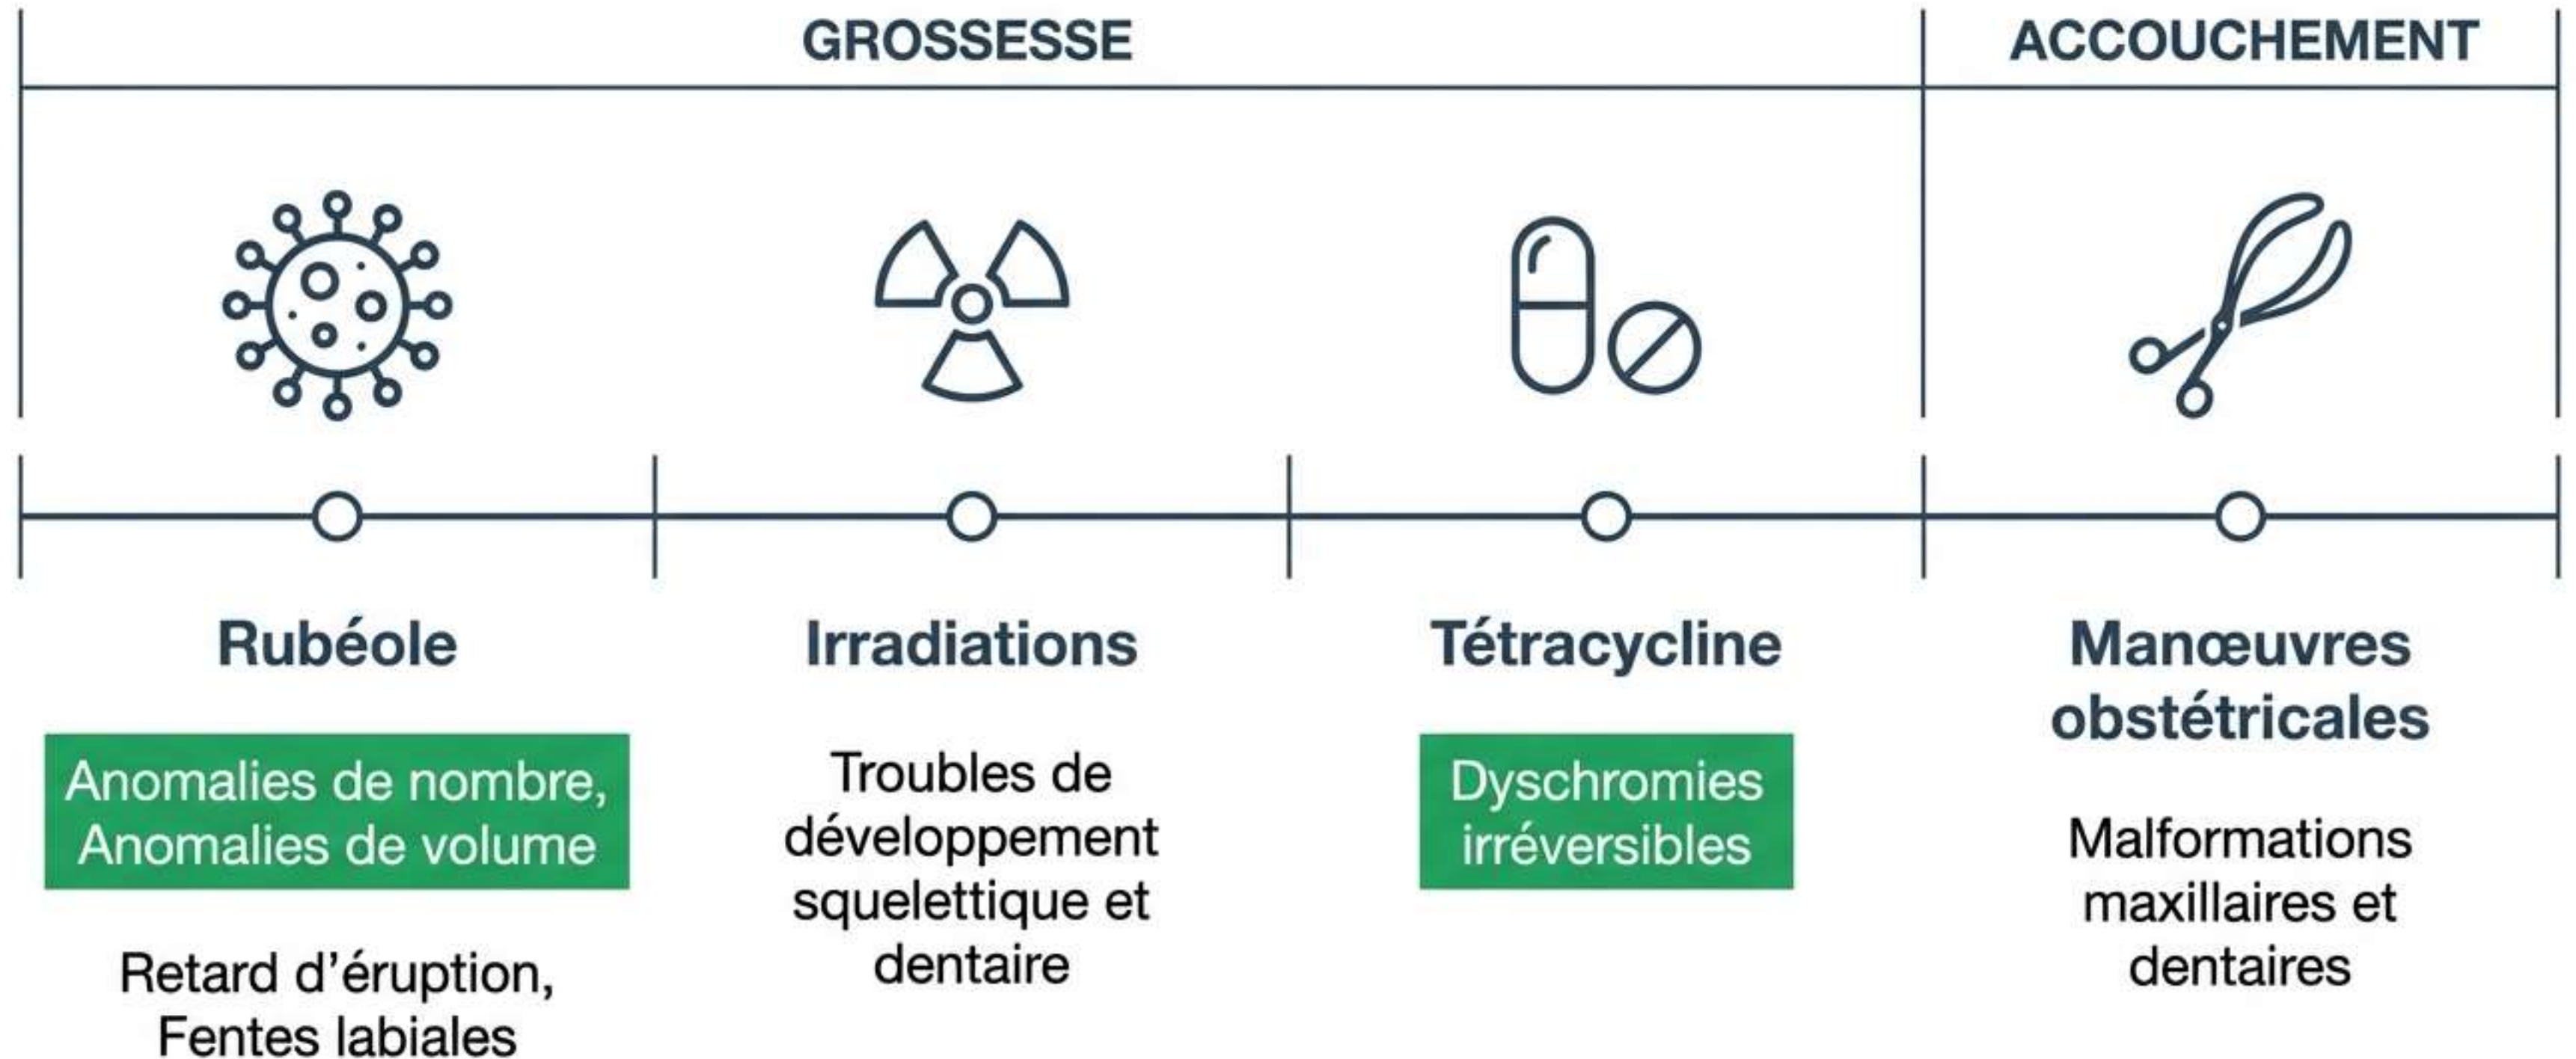 GROSSESSE
ACCOUCHEMENT
Rubéole
Anomalies de nombre,
Anomalies de volume
Retard d’éruption,
Fentes labiales
Irradiations
Troubles de
développement
squelettique et
dentaire
Tétracycline
Dyschromies
irréversibles
Manœuvres
obstétricales
Malformations
maxillaires et
dentaires